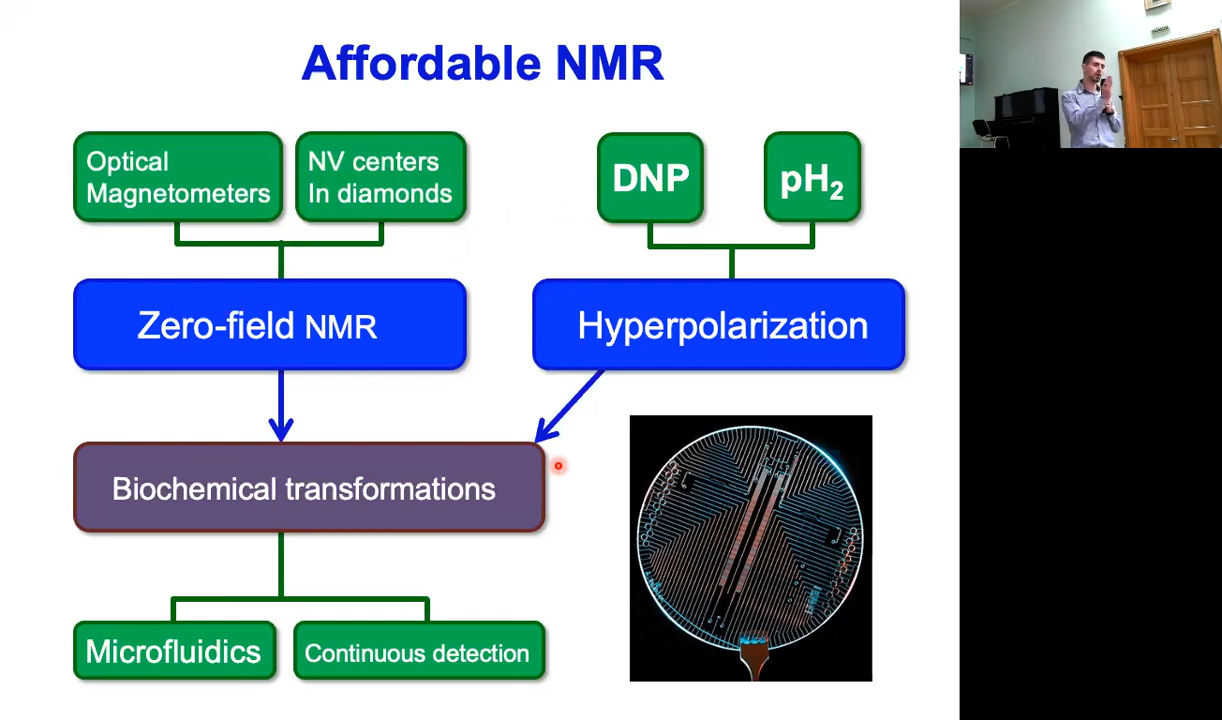 Affordable NMR
Optical
Magnetometers
NV centers
In diamonds
DNP
pH₂
Zero-field NMR
Hyperpolarization
Biochemical transformations
Microfluidics
Continuous detection